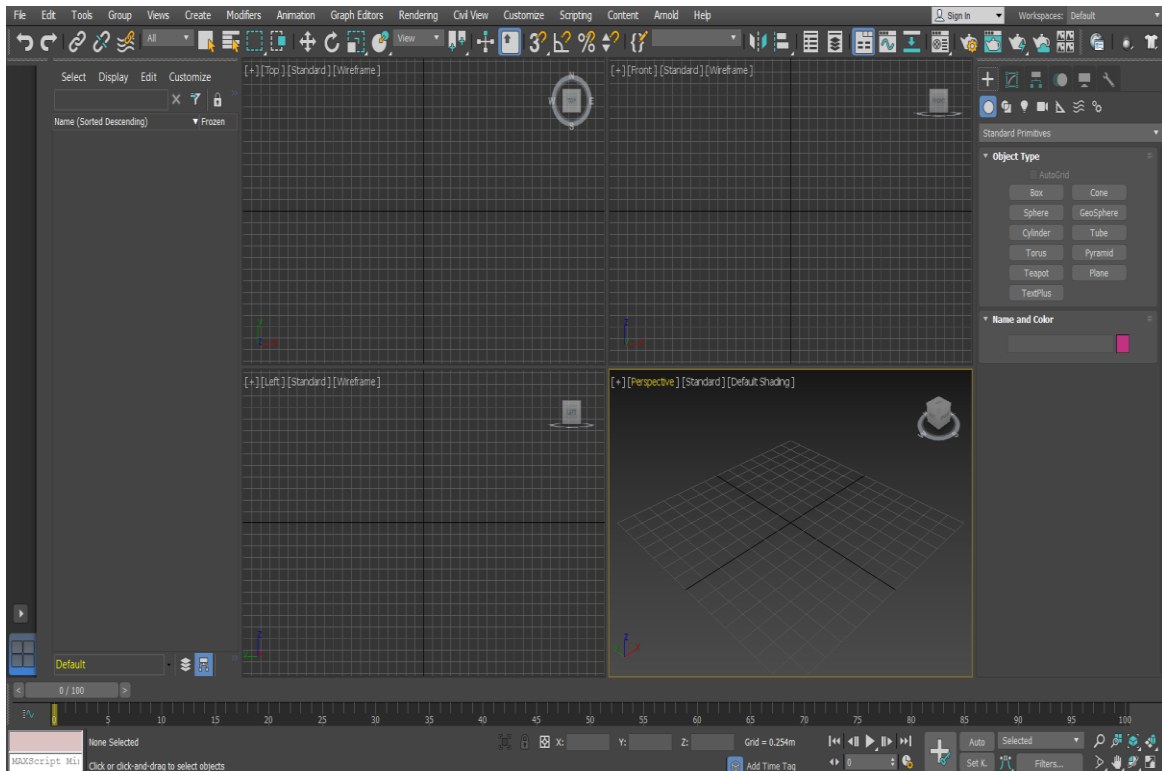 File Edit Tools Group Views Create Modifiers Animation Graph Editors Rendering Civil View Customize Scripting Content Arnold Help Sign In Workspaces: Default
All View
Select Display Edit Customize
Name (Sorted Descending) ▼ Frozen
[+] [Top ] [Standard ] [Wireframe ]
N
W TOP E
S
[+] [Front ] [Standard ] [Wireframe ]
FRONT
Standard Primitives
Object Type
AutoGrid
Box Cone
Sphere GeoSphere
Cylinder Tube
Torus Pyramid
Teapot Plane
TextPlus
Name and Color
[+] [Left ] [Standard ] [Wireframe ]
LEFT
[+] [Perspective ] [Standard ] [Default Shading ]
Default
0 / 100
0 5 10 15 20 25 30 35 40 45 50 55 60 65 70 75 80 85 90 95 100
None Selected X: Y: Z: Grid = 0.254m Auto Selected
MAXScript Mi
Click or click-and-drag to select objects Add Time Tag 0 Set K. Filters...